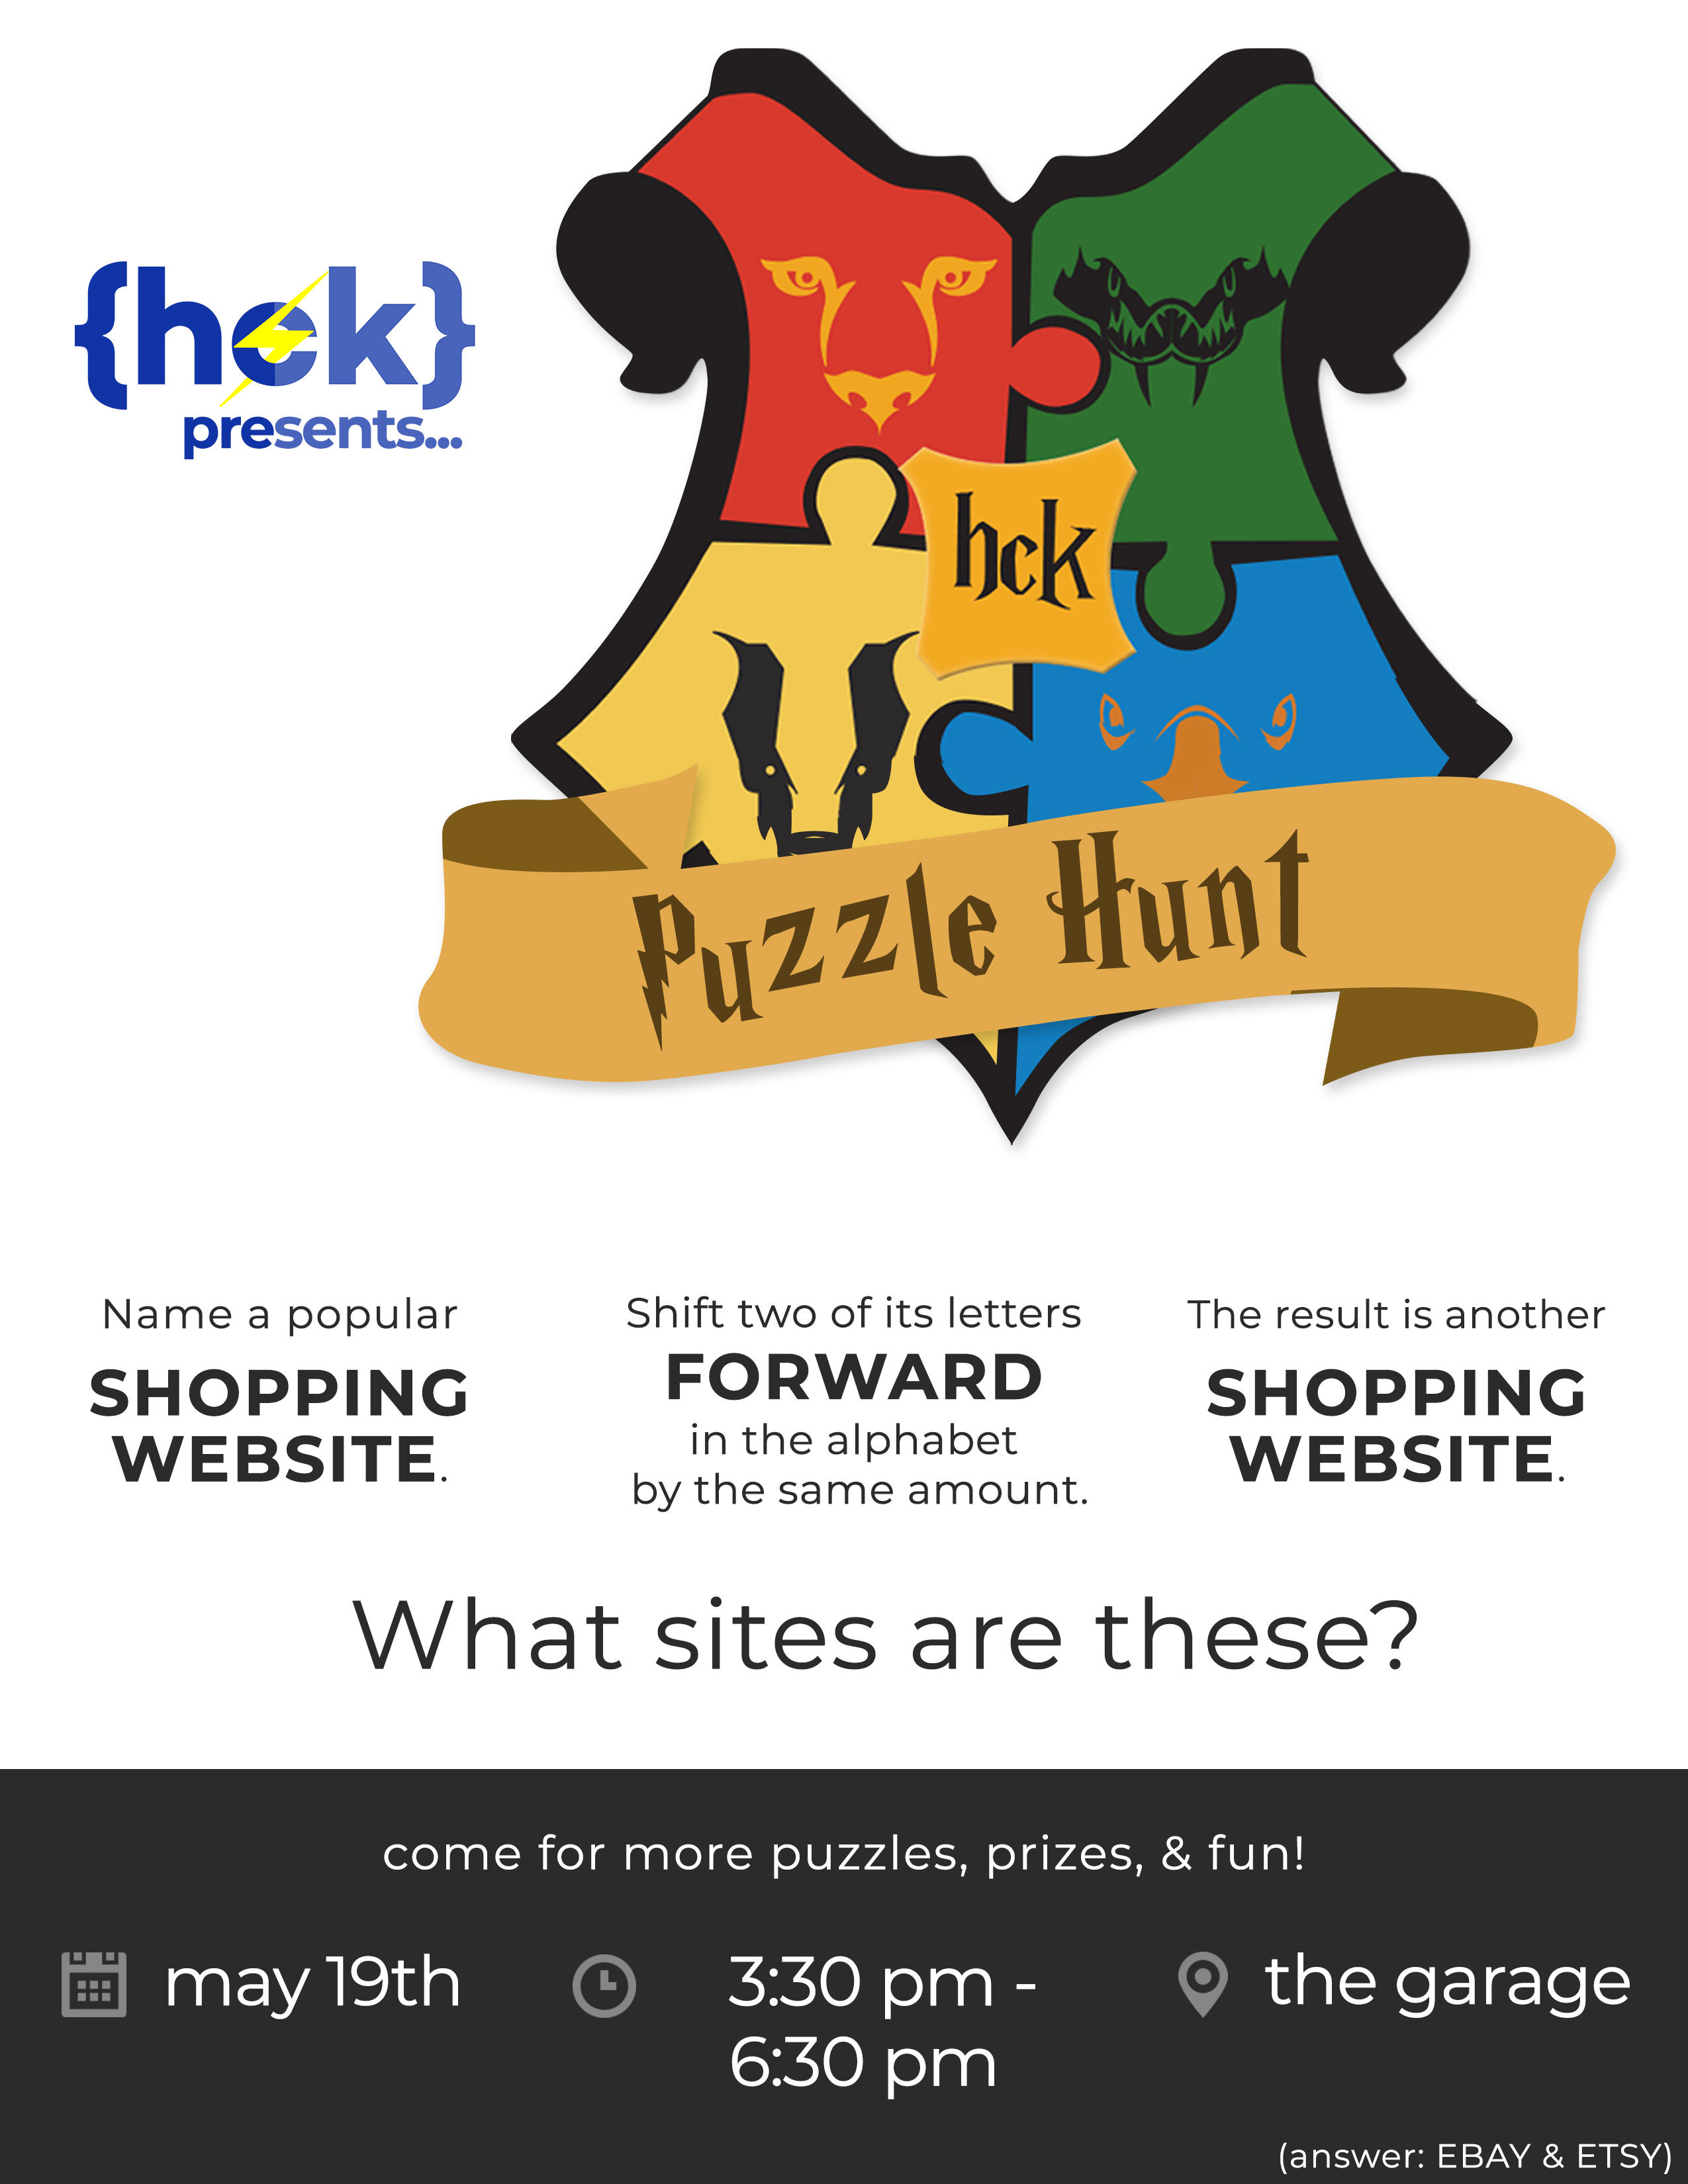 {hck}
presents...
hck
Puzzle Hunt
Name a popular
SHOPPING
WEBSITE.
Shift two of its letters
FORWARD
in the alphabet
by the same amount.
The result is another
SHOPPING
WEBSITE.
What sites are these?
come for more puzzles, prizes, & fun!
may 19th
3:30 pm -
6:30 pm
the garage
(answer: EBAY & ETSY)